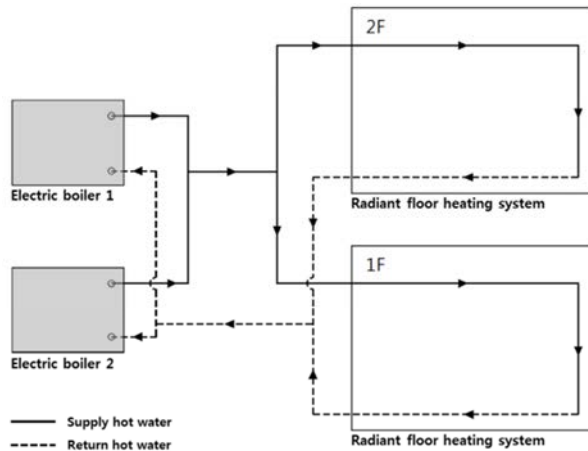 2F
Electric boiler 1
Radiant floor heating system
1F
Electric boiler 2
Supply hot water
Return hot water
Radiant floor heating system